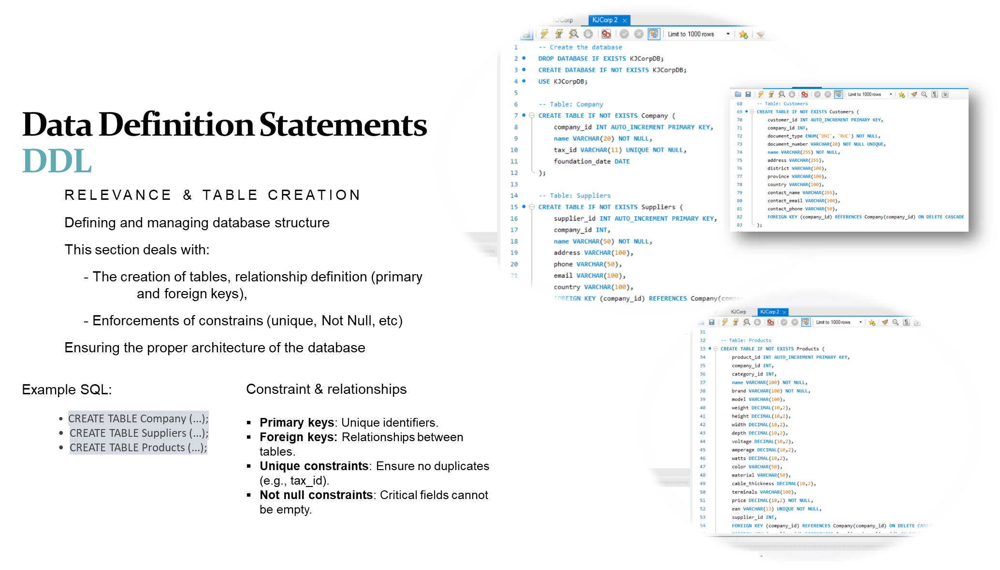 Data Definition Statements
DDL
RELEVANCE & TABLE CREATION
Defining and managing database structure
This section deals with:
- The creation of tables, relationship definition (primary
and foreign keys),
- Enforcements of constrains (unique, Not Null, etc)
Ensuring the proper architecture of the database
Example SQL:
• CREATE TABLE Company (...);
• CREATE TABLE Suppliers (...);
• CREATE TABLE Products (...);
Constraint & relationships
▪ Primary keys: Unique identifiers.
▪ Foreign keys: Relationships between
tables.
▪ Unique constraints: Ensure no duplicates
(e.g., tax_id).
▪ Not null constraints: Critical fields cannot
be empty.
KJCorp KJCorp 2
Limit to 1000 rows
1 -- Create the database
2 DROP DATABASE IF EXISTS KJCorpDB;
3 CREATE DATABASE IF NOT EXISTS KJCorpDB;
4 USE KJCorpDB;
5
6 -- Table: Company
7 CREATE TABLE IF NOT EXISTS Company (
8 company_id INT AUTO_INCREMENT PRIMARY KEY,
9 name VARCHAR(20) NOT NULL,
10 tax_id VARCHAR(11) UNIQUE NOT NULL,
11 foundation_date DATE
12 );
13
14 -- Table: Suppliers
15 CREATE TABLE IF NOT EXISTS Suppliers (
16 supplier_id INT AUTO_INCREMENT PRIMARY KEY,
17 company_id INT,
18 name VARCHAR(50) NOT NULL,
19 address VARCHAR(100),
20 phone VARCHAR(50),
21 email VARCHAR(100),
country VARCHAR(100),
FOREIGN KEY (company_id) REFERENCES Company(
Limit to 1000 rows
68 -- Table: Customers
69 CREATE TABLE IF NOT EXISTS Customers (
70 customer_id INT AUTO_INCREMENT PRIMARY KEY,
71 company_id INT,
72 document_type ENUM('DNI', 'RUC') NOT NULL,
73 document_number VARCHAR(20) NOT NULL UNIQUE,
74 name VARCHAR(255) NOT NULL,
75 address VARCHAR(255),
76 district VARCHAR(100),
77 province VARCHAR(100),
78 country VARCHAR(100),
79 contact_name VARCHAR(255),
80 contact_email VARCHAR(100),
81 contact_phone VARCHAR(50),
82 FOREIGN KEY (company_id) REFERENCES Company(company_id) ON DELETE CASCADE
83 );
KJCorp KJCorp 2
Limit to 1000 rows
31
32 -- Table: Products
33 CREATE TABLE IF NOT EXISTS Products (
34 product_id INT AUTO_INCREMENT PRIMARY KEY,
35 company_id INT,
36 category_id INT,
37 name VARCHAR(100) NOT NULL,
38 brand VARCHAR(100) NOT NULL,
39 model VARCHAR(100),
40 weight DECIMAL(10,2),
41 height DECIMAL(10,2),
42 width DECIMAL(10,2),
43 depth DECIMAL(10,2),
44 voltage DECIMAL(10,2),
45 amperage DECIMAL(10,2),
46 watts DECIMAL(10,2),
47 color VARCHAR(50),
48 material VARCHAR(50),
49 cable_thickness DECIMAL(10,2),
50 terminals VARCHAR(100),
51 price DECIMAL(10,2) NOT NULL,
52 ean VARCHAR(13) UNIQUE NOT NULL,
53 supplier_id INT,
54 FOREIGN KEY (company_id) REFERENCES Company(company_id) ON DELETE